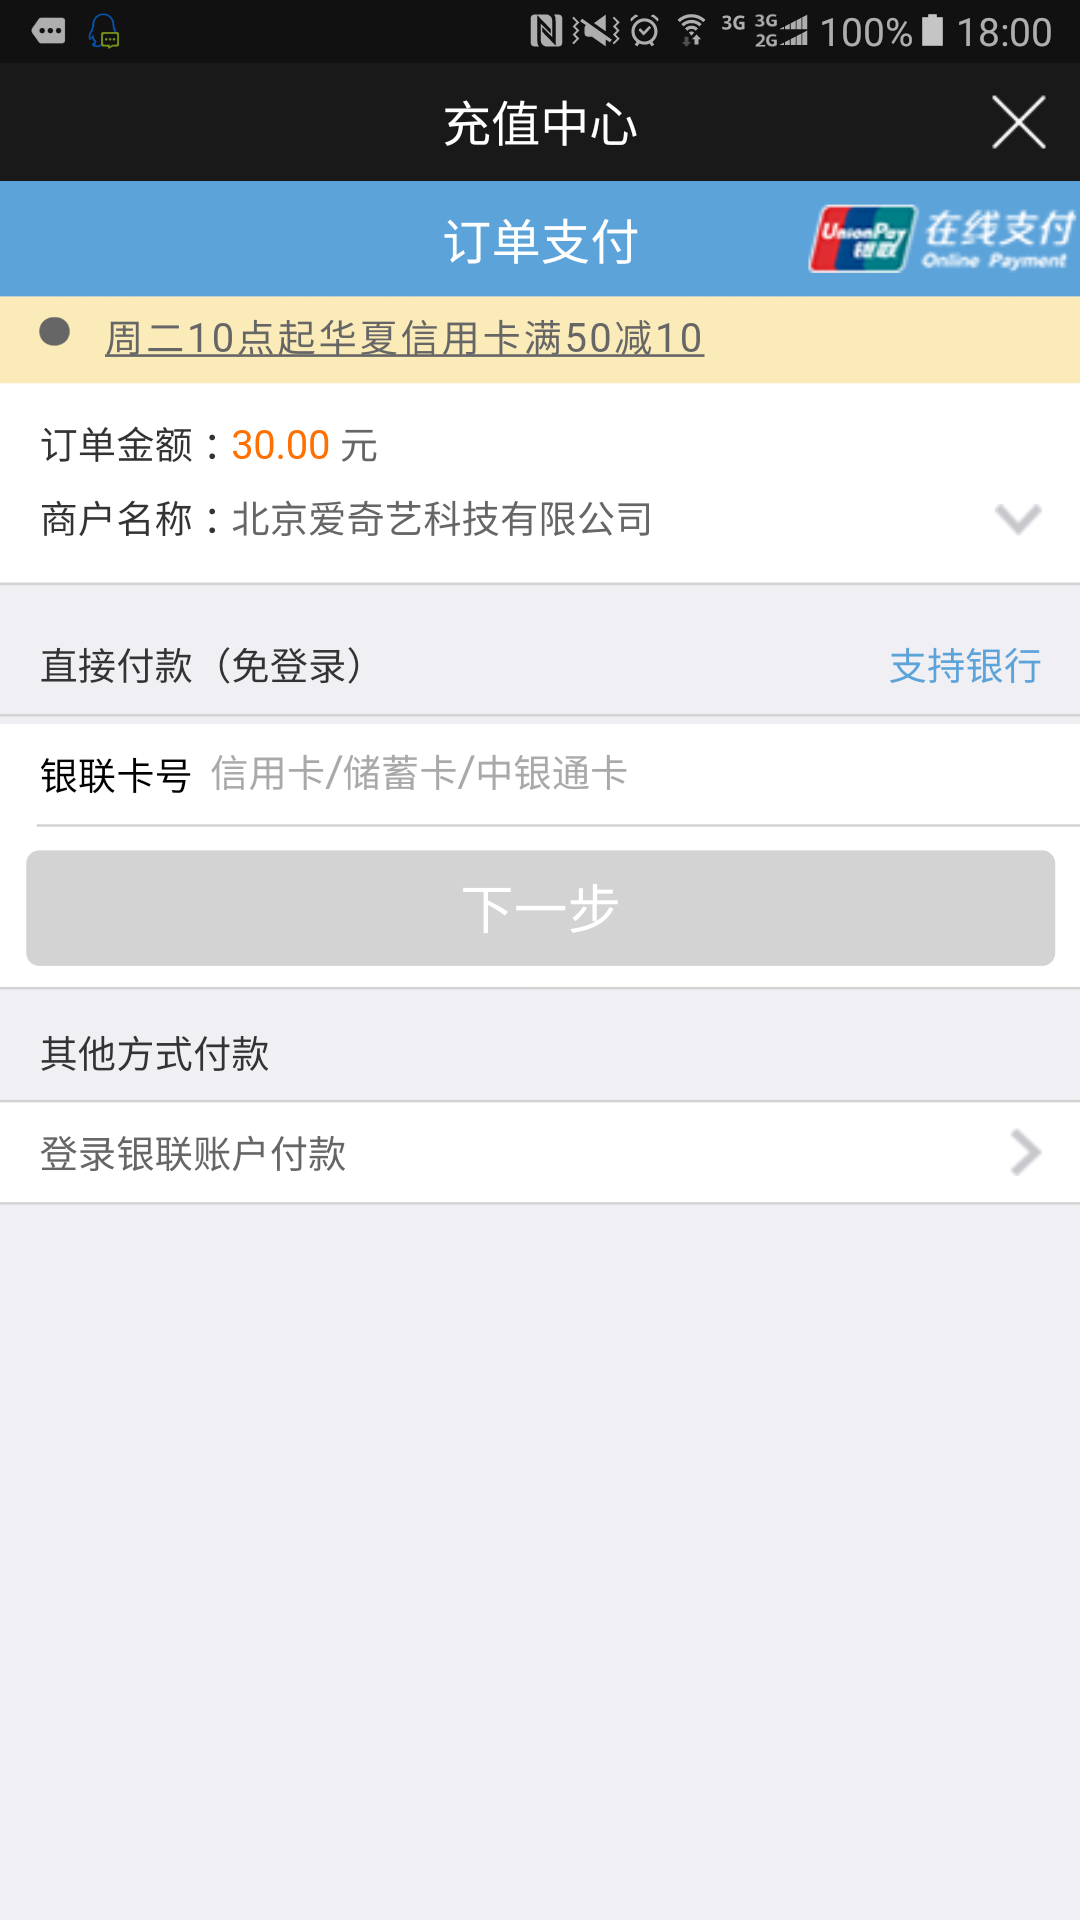 3G 3G 2G 100% 18:00
充值中心
订单支付 UnionPay 银联 在线支付 Online Payment
周二10点起华夏信用卡满50减10
订单金额：30.00 元
商户名称：北京爱奇艺科技有限公司
直接付款（免登录） 支持银行
银联卡号 信用卡/储蓄卡/中银通卡
下一步
其他方式付款
登录银联账户付款